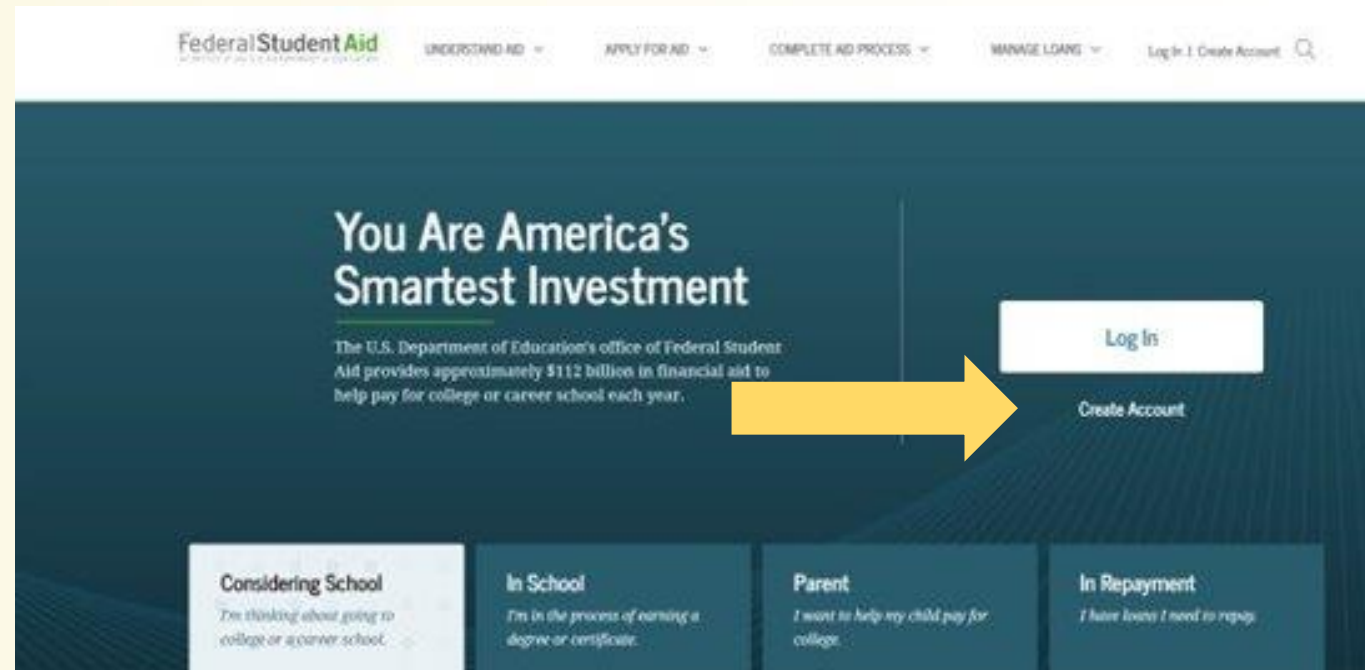 Federal Student Aid
UNDERSTAND AID
APPLY FOR AID
COMPLETE AID PROCESS
MANAGE LOANS
Log In | Create Account
You Are America's
Smartest Investment
The U.S. Department of Education's office of Federal Student
Aid provides approximately $112 billion in financial aid to
help pay for college or career school each year.
Log In
Create Account
Considering School
I'm thinking about going to
college or a career school.
In School
I'm in the process of earning a
degree or certificate.
Parent
I want to help my child pay for
college.
In Repayment
I have loans I need to repay.